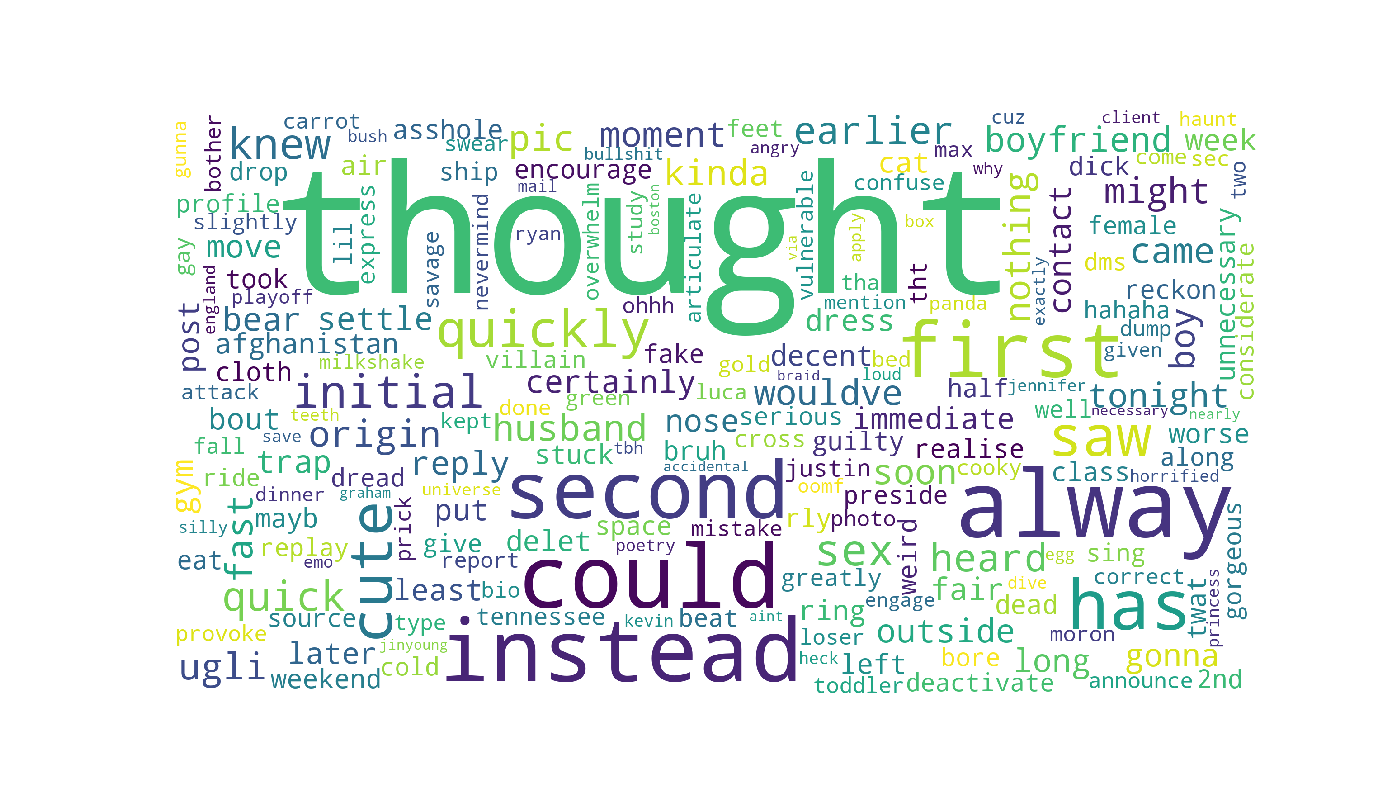 gunna
bother
carrot
bush
asshole
swear
pic
bullshit
moment
feet
angry
earlier
max
cuz
boyfriend
client
haunt
week
knew
drop
air
ship
encourage
mail
kinda
cat
confuse
why
dick
come
sec
two
thought
profile
slightly
lil
express
savage
nevermind
ryan
overwhelm
study
boston
articulate
vulnerable
via
apply
box
nothing
contact
might
female
unnecessary
gay
move
england
took
playoff
post
bear
settle
afghanistan
ohhh
tha
mention
tht
panda
exactly
dms
came
reckon
hahaha
boy
dump
given
considerate
quickly
dress
first
milkshake
villain
fake
gold
decent
bed
cloth
attack
initial
certainly
green
luca
braid
loud
wouldve
half
jennifer
tonight
bout
teeth
kept
done
husband
nose
serious
immediate
well
necessary
nearly
fall
save
origin
stuck
tbh
bruh
cross
guilty
realise
saw
worse
along
gym
ride
trap
dread
reply
accidental
justin
soon
cooky
class
horrified
dinner
graham
universe
second
oomf
preside
alway
silly
fast
mayb
cute
prick
put
space
mistake
rly
photo
weird
gorgeous
eat
replay
emo
give
delet
poetry
sex
heard
egg
sing
quick
least
report
bio
could
greatly
engage
fair
dive
correct
princess
source
type
tennessee
kevin
beat
aint
ring
dead
has
twat
provoke
later
jinyoung
instead
loser
outside
moron
ugli
weekend
cold
heck
left
bore
long
gonna
toddler
deactivate
announce
2nd